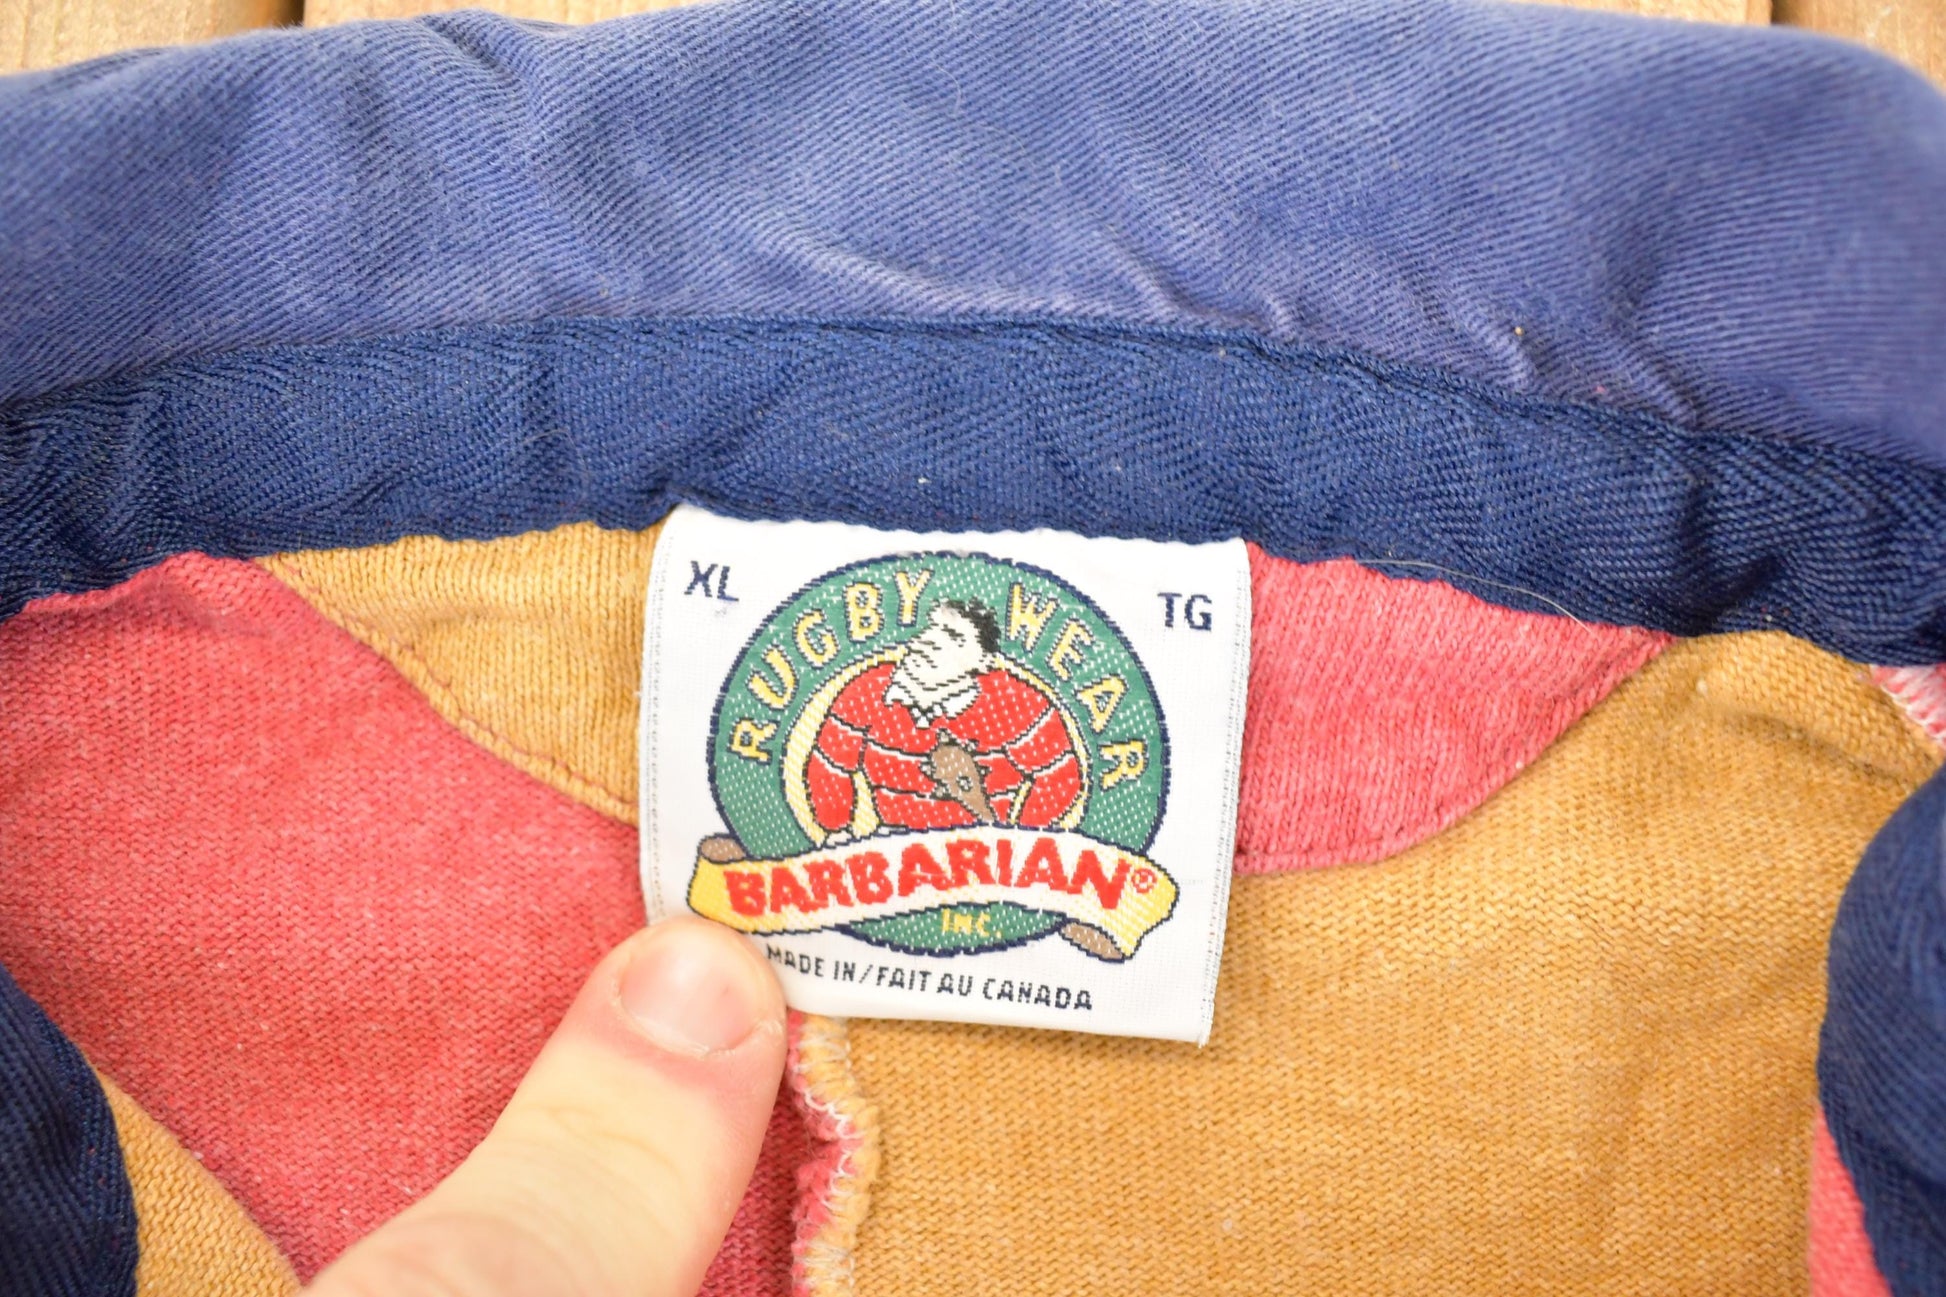 XL
TG
RUGBY WEAR
BARBARIAN®
INC.
MADE IN/FAIT AU CANADA